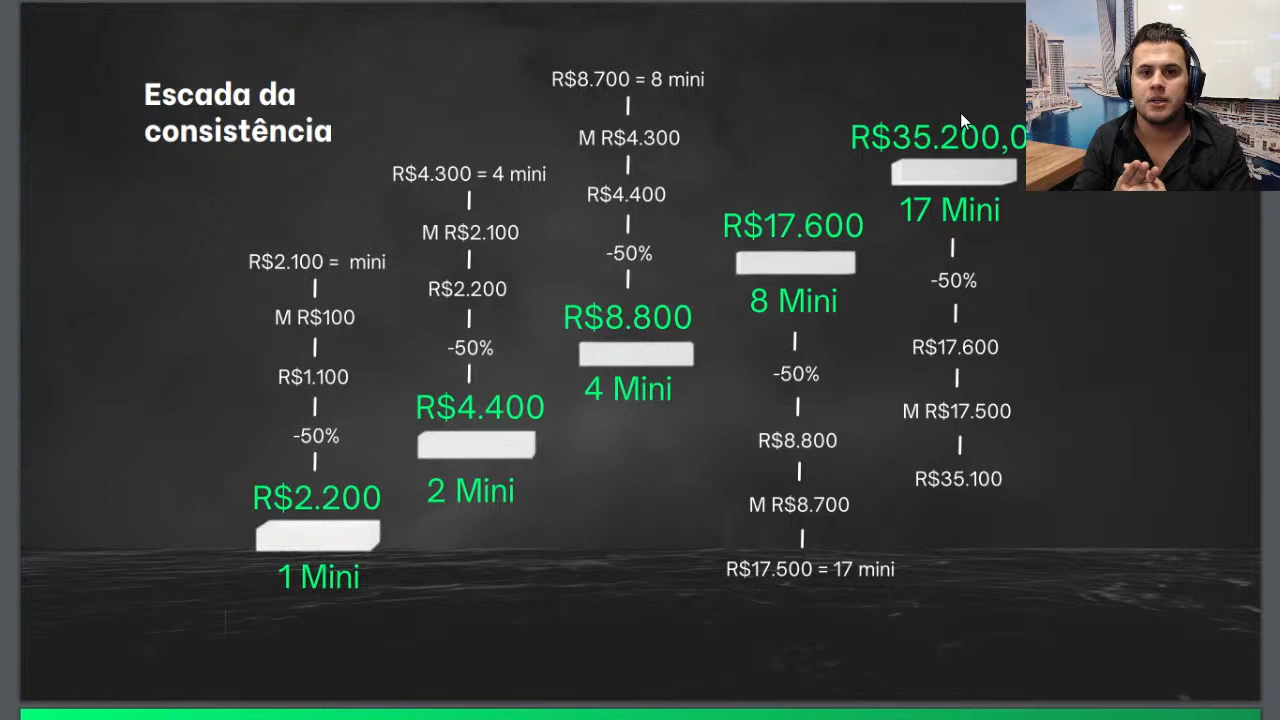 Escada da
consistência
R$2.100 = mini
M R$100
R$1.100
-50%
R$2.200
1 Mini
R$4.300 = 4 mini
M R$2.100
R$2.200
-50%
R$4.400
2 Mini
R$8.700 = 8 mini
M R$4.300
R$4.400
-50%
R$8.800
4 Mini
R$17.600
8 Mini
-50%
R$8.800
M R$8.700
R$17.500 = 17 mini
R$35.200,0
17 Mini
-50%
R$17.600
M R$17.500
R$35.100